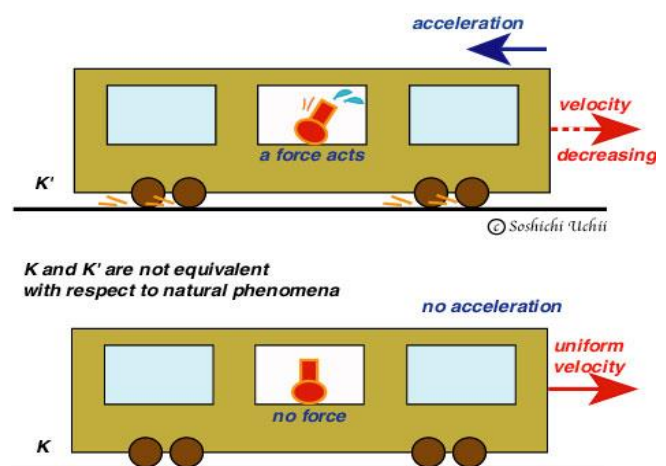 acceleration
velocity
a force acts
decreasing
K'
© Soshichi Uchii
K and K' are not equivalent
with respect to natural phenomena
no acceleration
uniform
velocity
no force
K